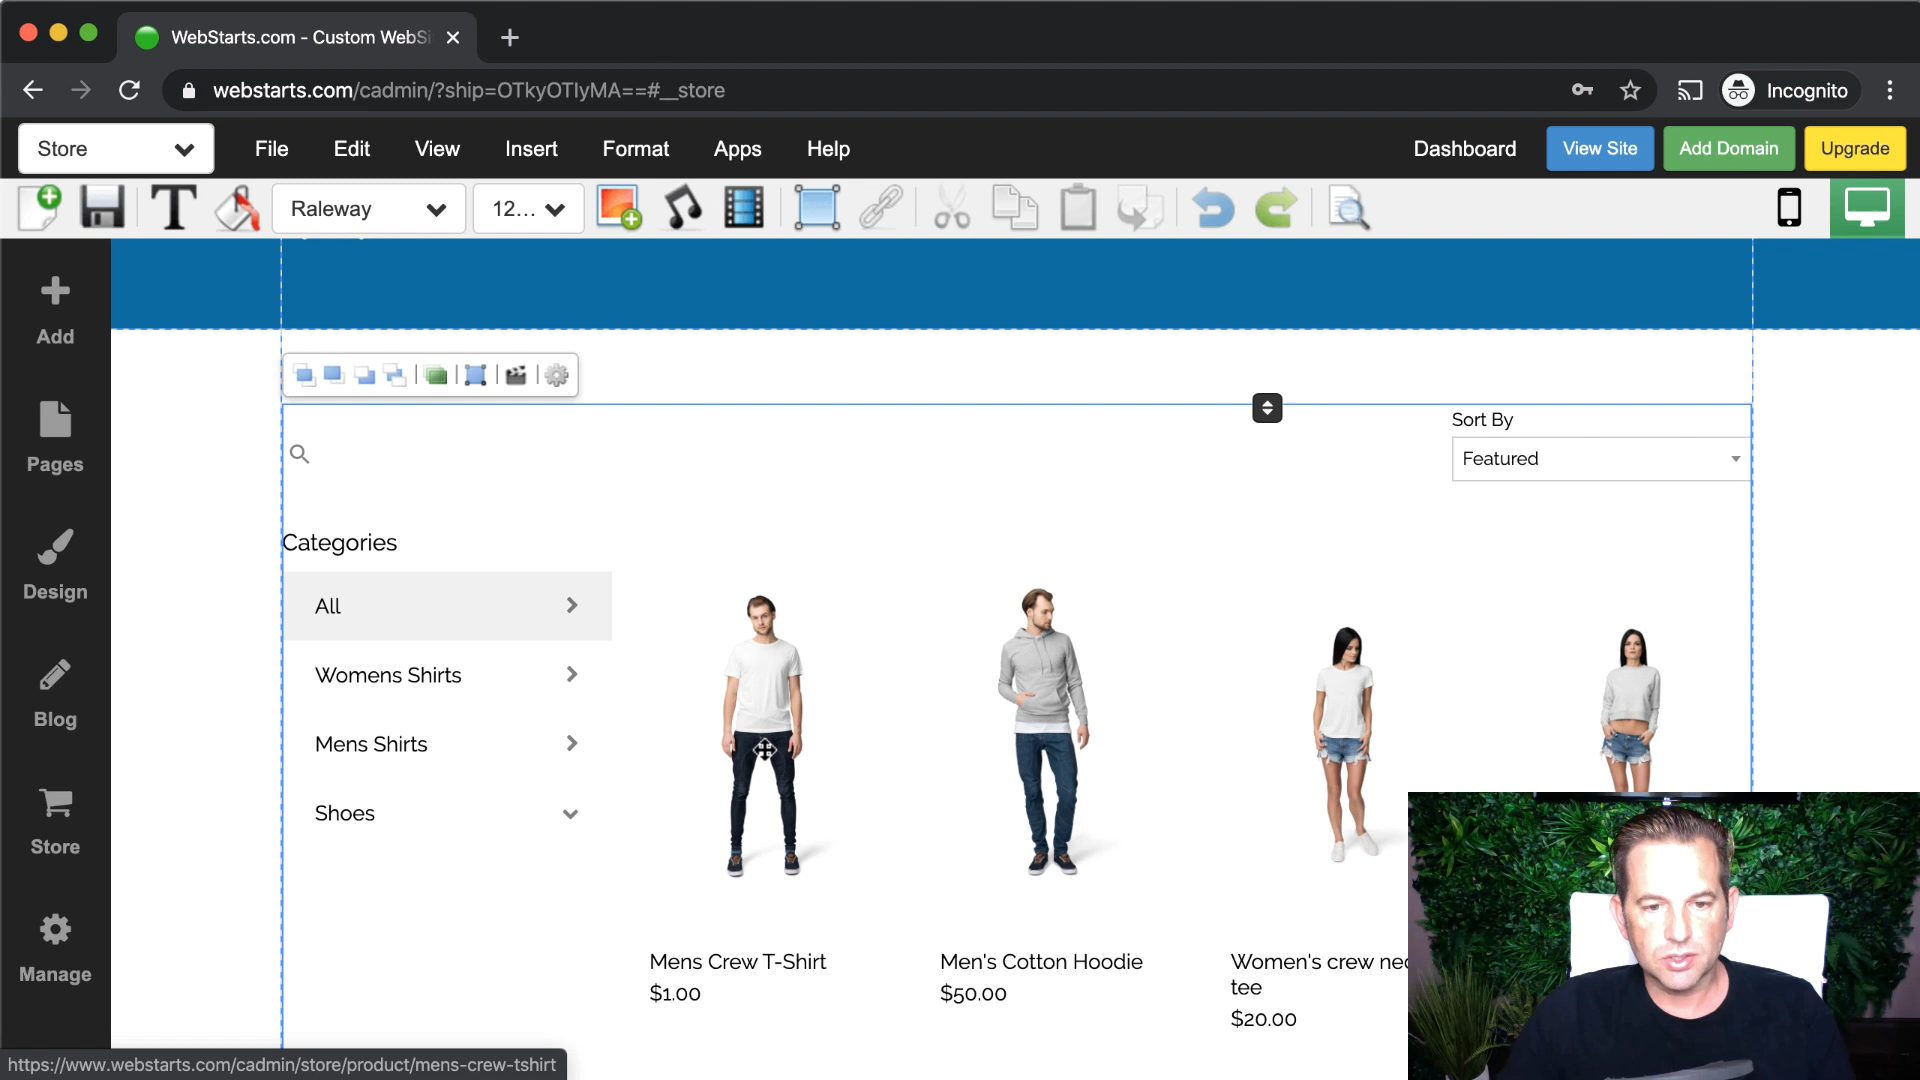 WebStarts.com - Custom WebSi
webstarts.com/cadmin/?ship=OTkyOTIyMA==#__store
Incognito
Store
File
Edit
View
Insert
Format
Apps
Help
Dashboard
View Site
Add Domain
Upgrade
T
Raleway
12...
Add
Pages
Design
Blog
Store
Manage
Sort By
Featured
Categories
All
Womens Shirts
Mens Shirts
Shoes
Mens Crew T-Shirt
$1.00
Men's Cotton Hoodie
$50.00
Women's crew nec
tee
$20.00
https://www.webstarts.com/cadmin/store/product/mens-crew-tshirt